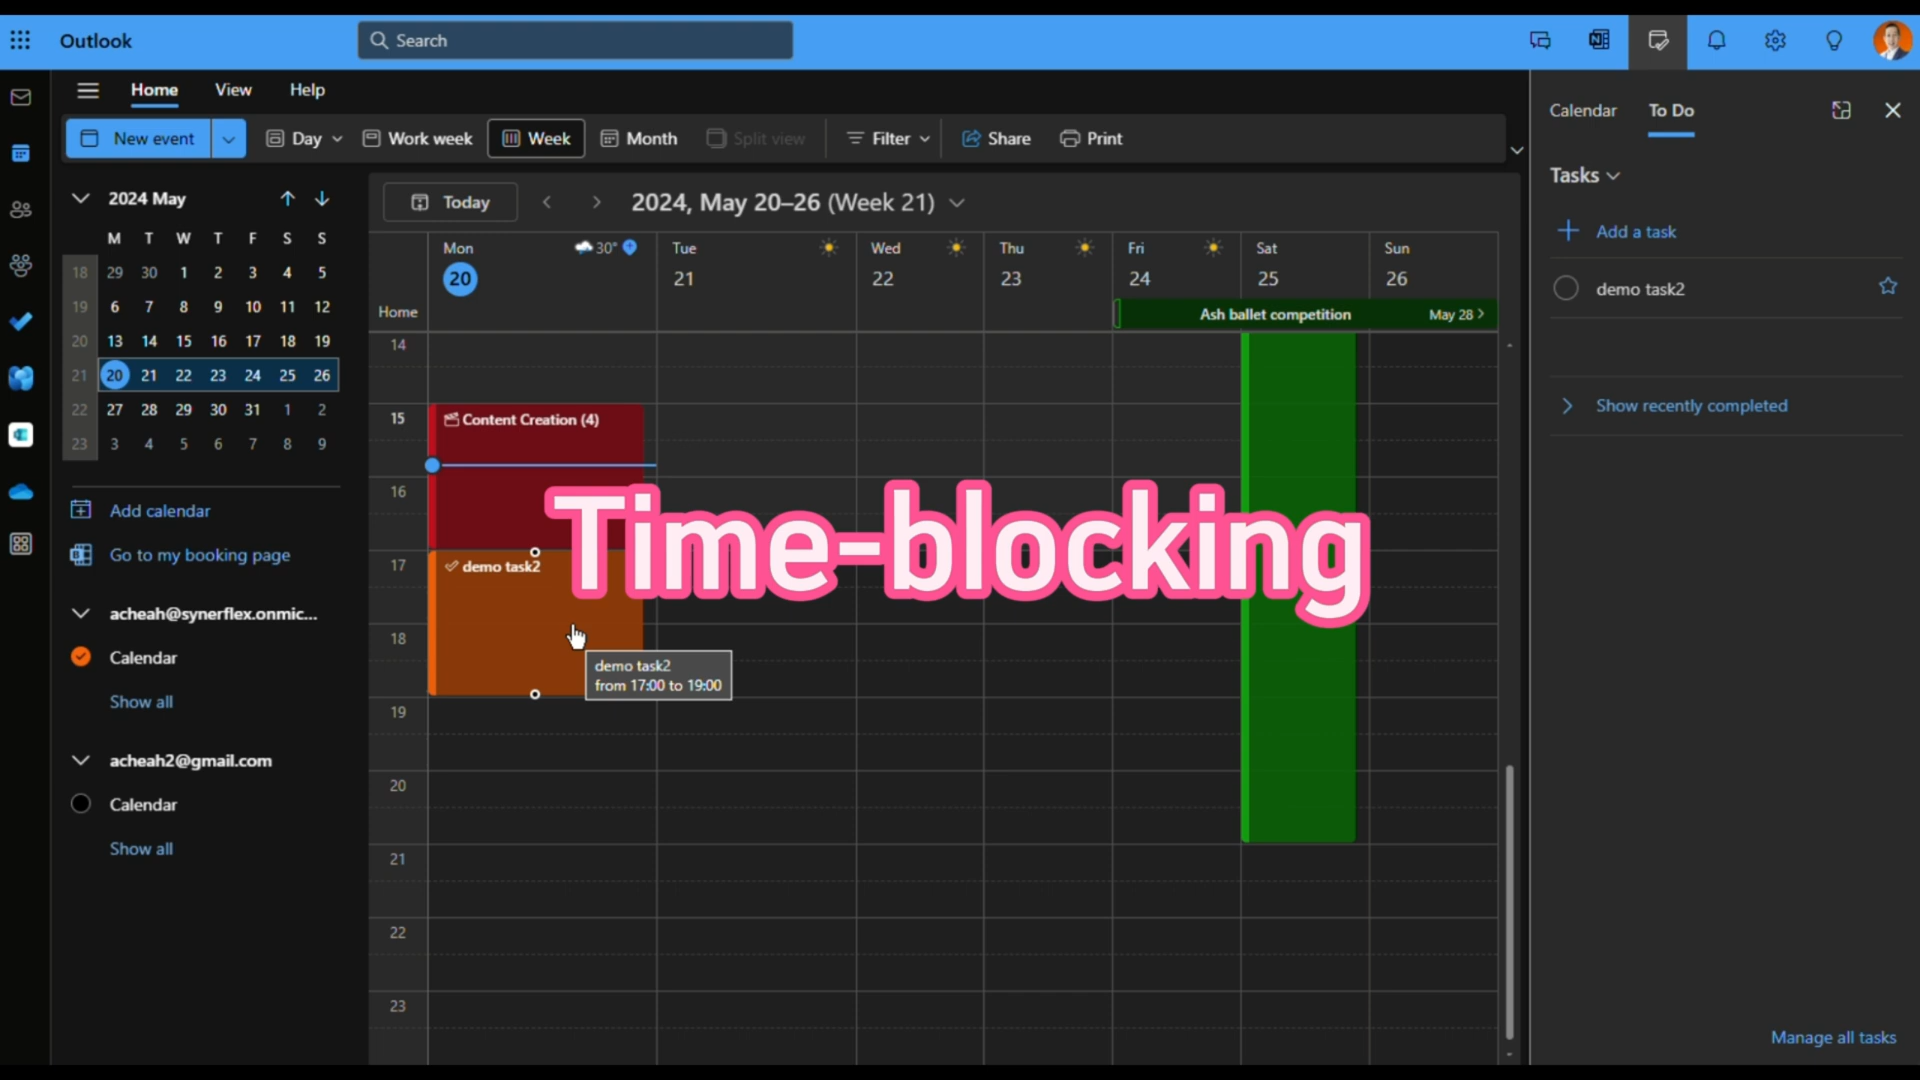 Outlook
Search
Home View Help
New event Day Work week Week Month Split view Filter Share Print
Calendar To Do
Tasks
Add a task
demo task2
Show recently completed
Manage all tasks
2024 May
M T W T F S S
18 29 30 1 2 3 4 5
19 6 7 8 9 10 11 12
20 13 14 15 16 17 18 19
21 20 21 22 23 24 25 26
22 27 28 29 30 31 1 2
23 3 4 5 6 7 8 9
Add calendar
Go to my booking page
acheah@synerflex.onmic...
Calendar
Show all
acheah2@gmail.com
Calendar
Show all
Today 2024, May 20–26 (Week 21)
Mon 30° Tue Wed Thu Fri Sat Sun
20 21 22 23 24 25 26
Home
Ash ballet competition May 28
14
15
Content Creation (4)
16
Time-blocking
17
demo task2
18
demo task2
from 17:00 to 19:00
19
20
21
22
23